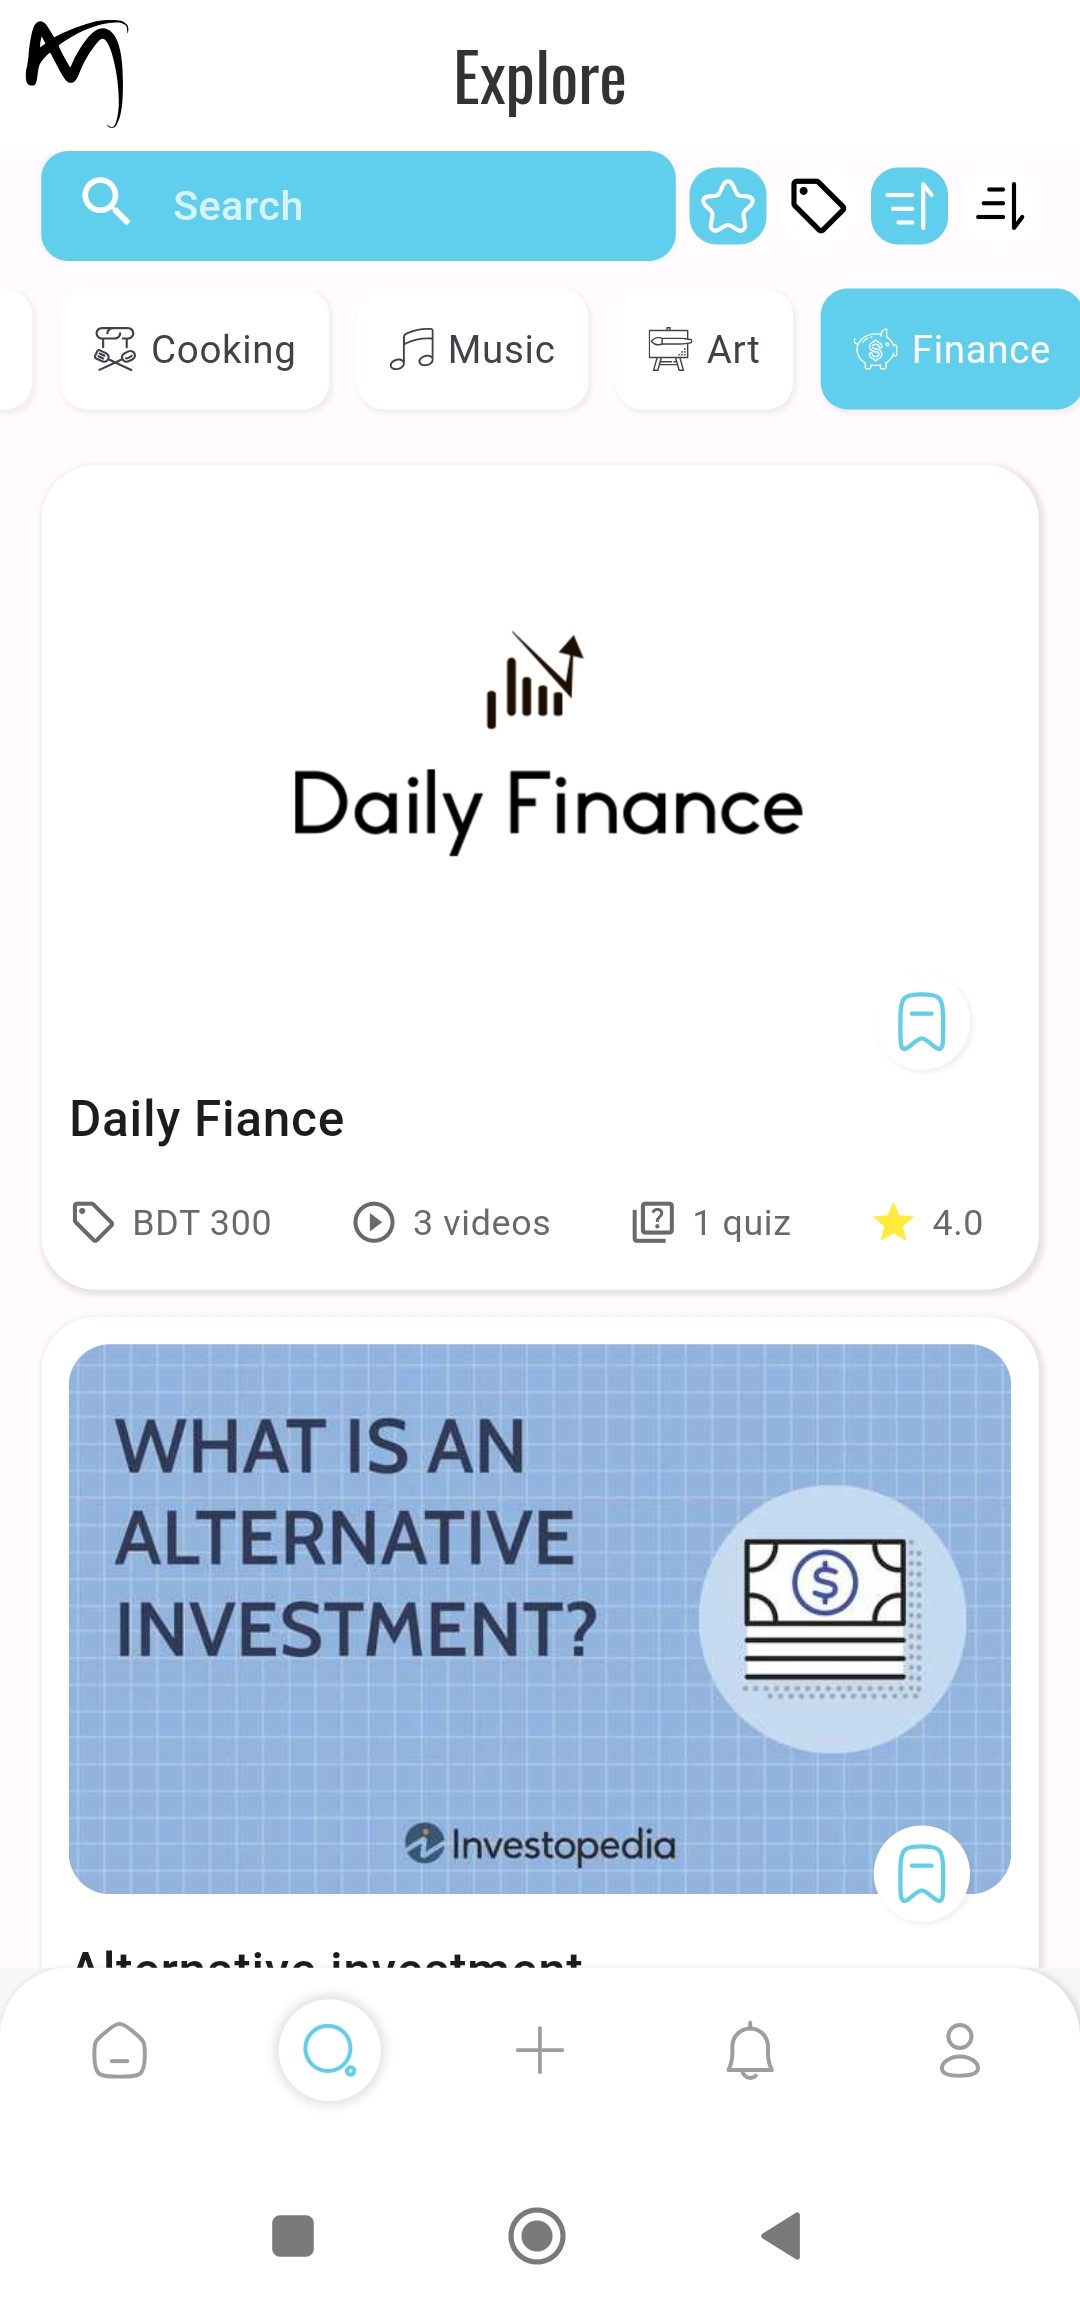 Explore
Search
Cooking
Music
Art
Finance
Daily Finance
Daily Fiance
BDT 300
3 videos
1 quiz
4.0
WHAT IS AN
ALTERNATIVE
INVESTMENT?
Investopedia
Alternative investment